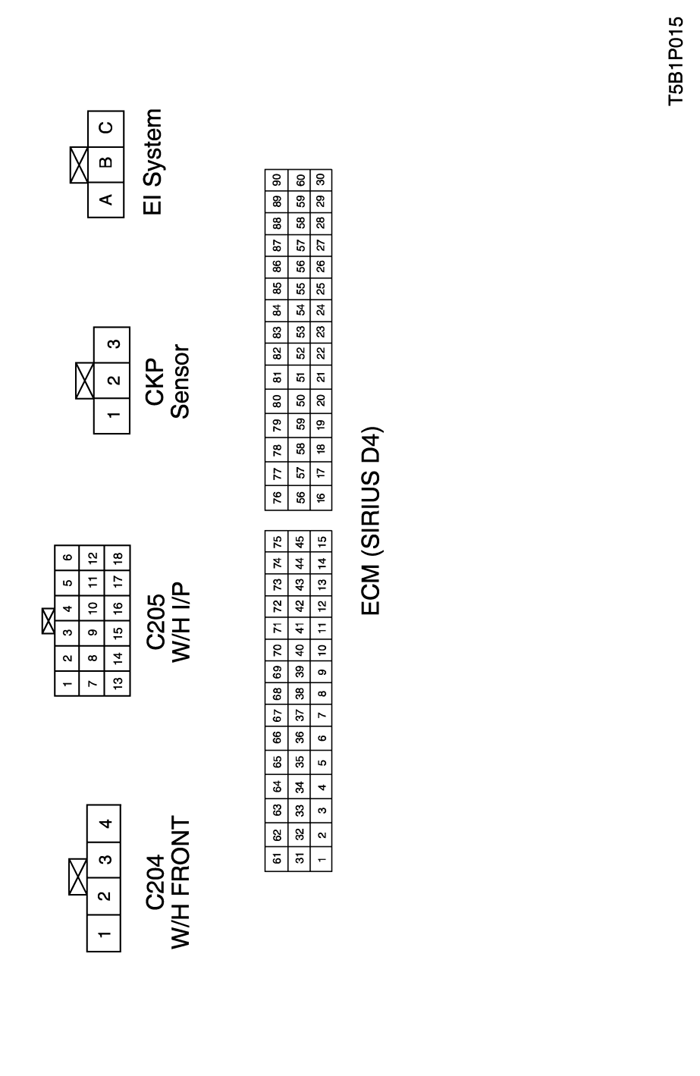 1 2 3 4
C204
W/H FRONT
1 2 3 4 5 6
7 8 9 10 11 12
13 14 15 16 17 18
C205
W/H I/P
1 2 3
CKP
Sensor
A B C
EI System
61 62 63 64 65 66 67 68 69 70 71 72 73 74 75
31 32 33 34 35 36 37 38 39 40 41 42 43 44 45
1 2 3 4 5 6 7 8 9 10 11 12 13 14 15
76 77 78 79 80 81 82 83 84 85 86 87 88 89 90
56 57 58 59 50 51 52 53 54 55 56 57 58 59 60
16 17 18 19 20 21 22 23 24 25 26 27 28 29 30
ECM (SIRIUS D4)
T5B1P015